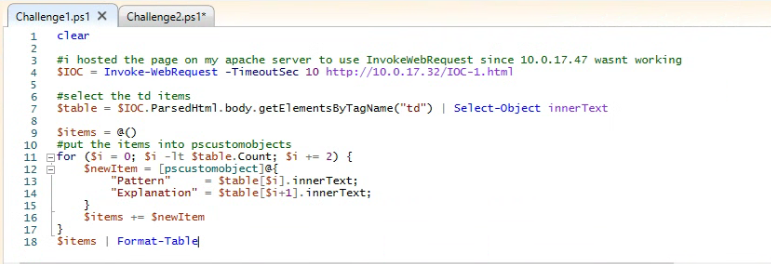 Challenge1.ps1 X Challenge2.ps1*
1 clear
2
3 #i hosted the page on my apache server to use InvokeWebRequest since 10.0.17.47 wasnt working
4 $IOC = Invoke-WebRequest -TimeoutSec 10 http://10.0.17.32/IOC-1.html
5
6 #select the td items
7 $table = $IOC.ParsedHtml.body.getElementsByTagName("td") | Select-Object innerText
8
9 $items = @()
10 #put the items into pscustomobjects
11 for ($i = 0; $i -lt $table.Count; $i += 2) {
12 $newItem = [pscustomobject]@{
13 "Pattern" = $table[$i].innerText;
14 "Explanation" = $table[$i+1].innerText;
15 }
16 $items += $newItem
17 }
18 $items | Format-Table